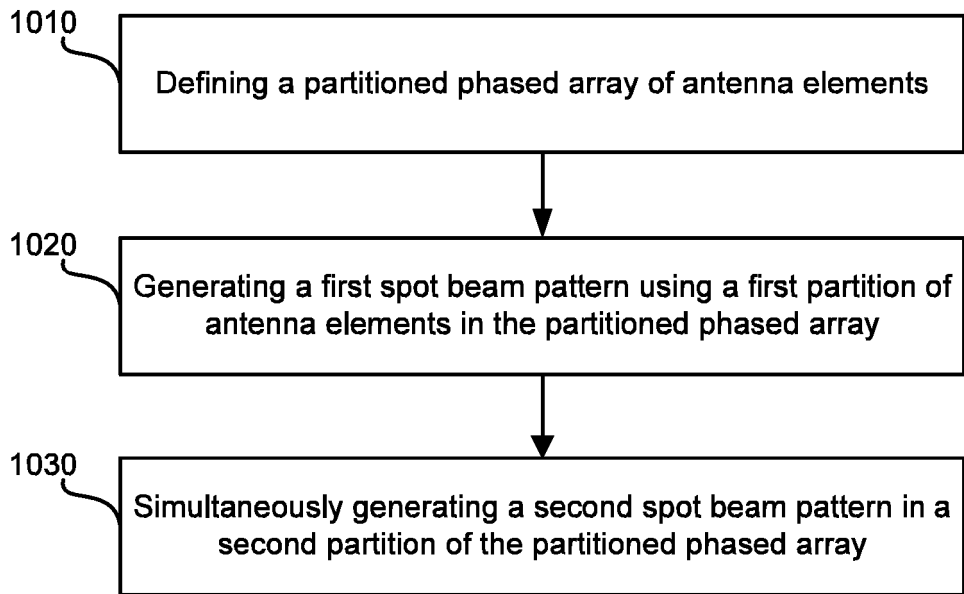 1010
Defining a partitioned phased array of antenna elements
1020
Generating a first spot beam pattern using a first partition of
antenna elements in the partitioned phased array
1030
Simultaneously generating a second spot beam pattern in a
second partition of the partitioned phased array